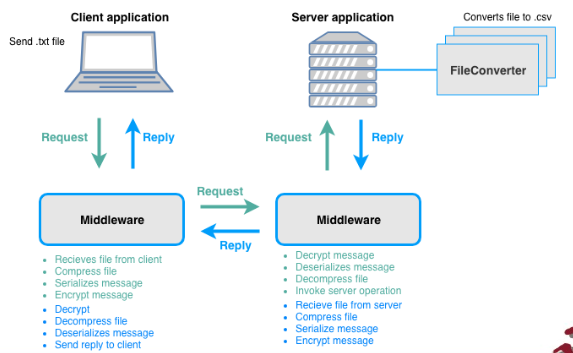 Client application
Server application
Converts file to .csv
Send .txt file
FileConverter
Request
Reply
Request
Reply
Middleware
Request
Reply
Middleware
• Recieves file from client
• Compress file
• Serializes message
• Encrypt message
• Decrypt
• Decompress file
• Deserializes message
• Send reply to client
• Decrypt message
• Deserializes message
• Decompress file
• Invoke server operation
• Recieve file from server
• Compress file
• Serialize message
• Encrypt message